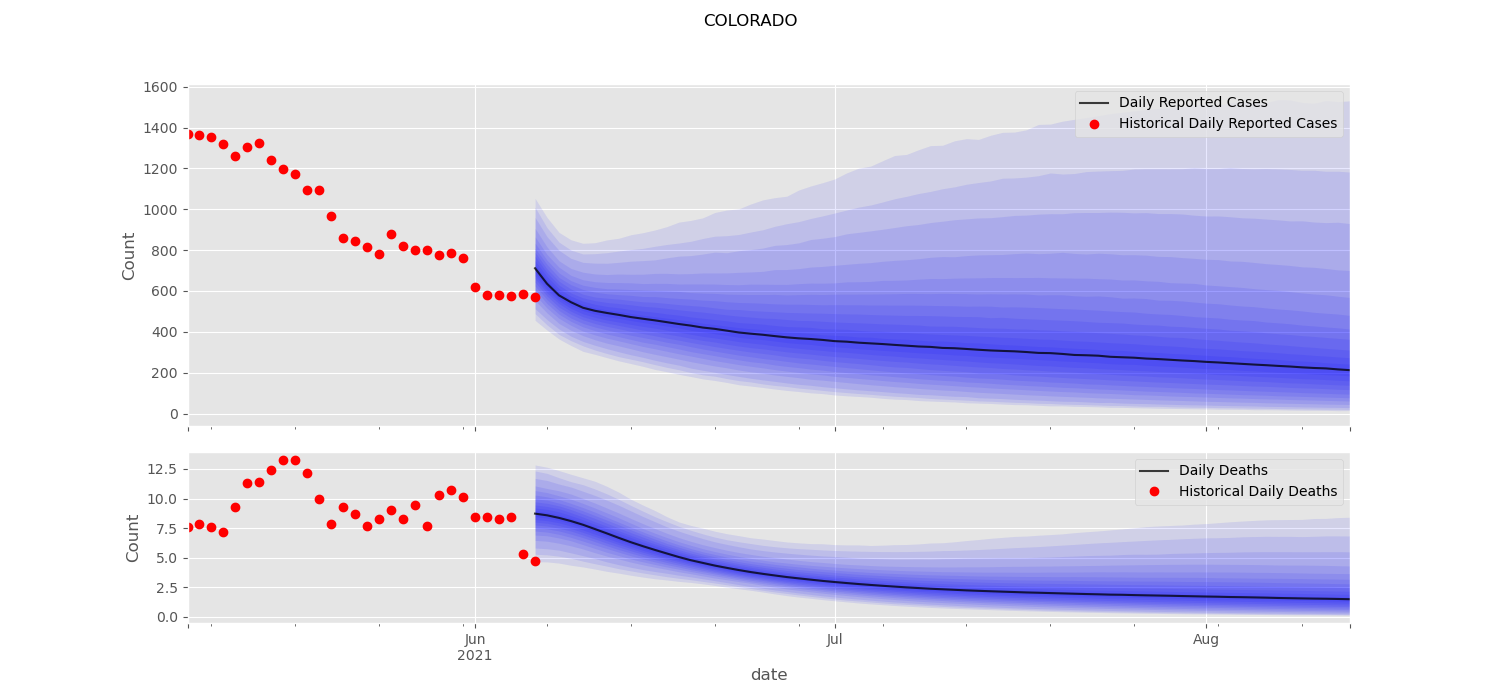 COLORADO
1600
1400
1200
1000
800
600
400
200
0
Count
Daily Reported Cases
Historical Daily Reported Cases
12.5
10.0
7.5
5.0
2.5
0.0
Count
Daily Deaths
Historical Daily Deaths
Jun
2021
Jul
Aug
date